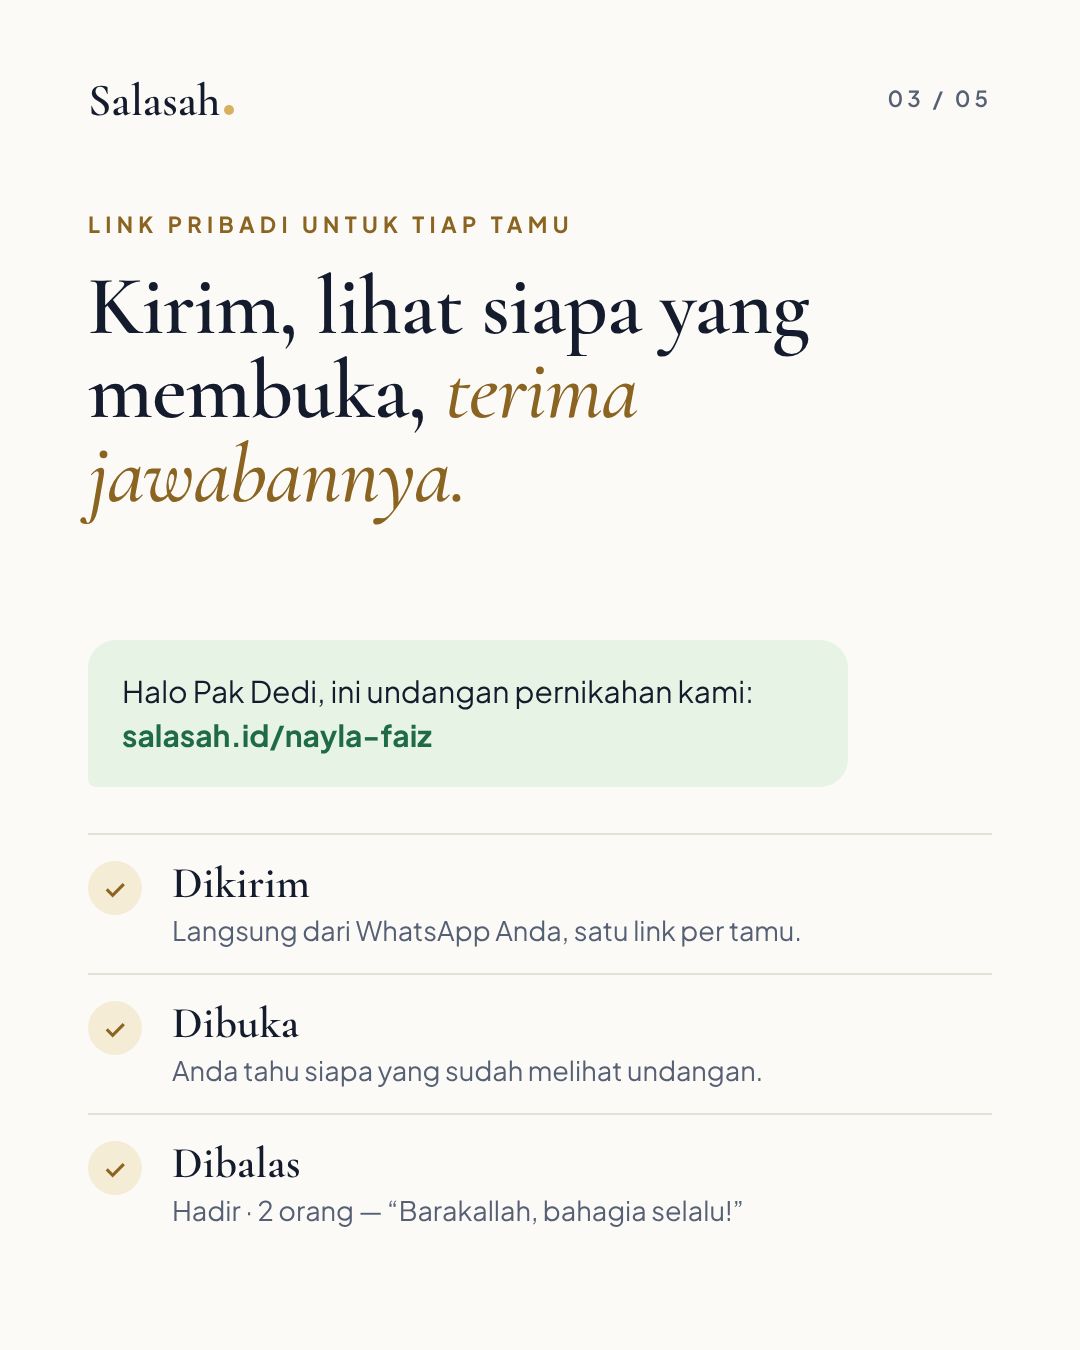 Salasah.
03 / 05
LINK PRIBADI UNTUK TIAP TAMU
Kirim, lihat siapa yang
membuka, terima
jawabannya.
Halo Pak Dedi, ini undangan pernikahan kami:
salasah.id/nayla-faiz
Dikirim
Langsung dari WhatsApp Anda, satu link per tamu.
Dibuka
Anda tahu siapa yang sudah melihat undangan.
Dibalas
Hadir · 2 orang — “Barakallah, bahagia selalu!”